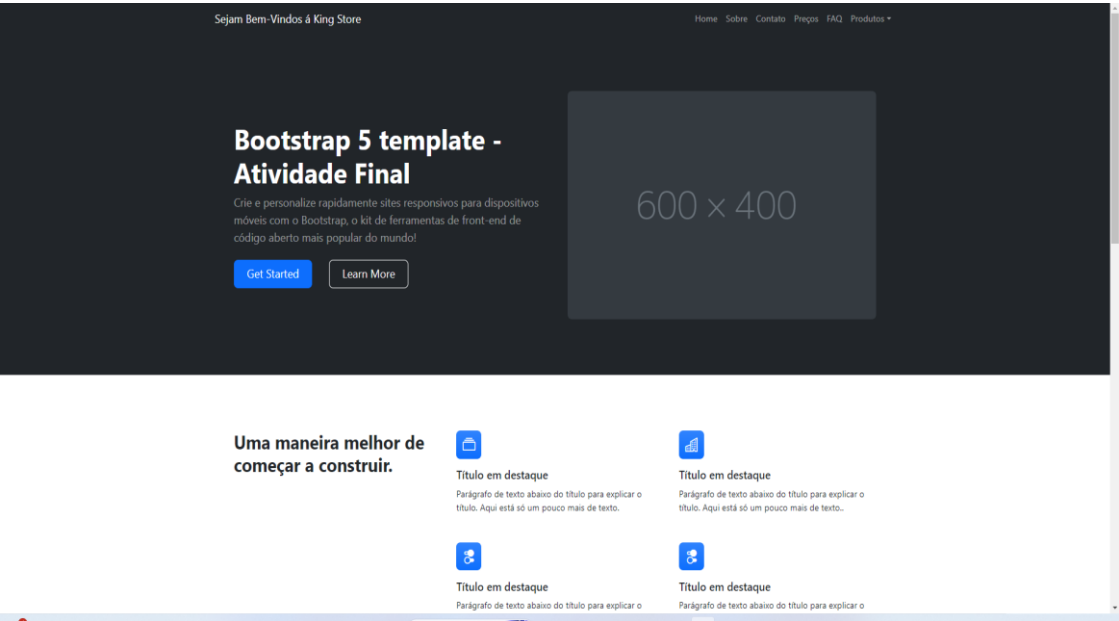 Sejam Bem-Vindos á King Store
Home Sobre Contato Preços FAQ Produtos
Bootstrap 5 template -
Atividade Final
Crie e personalize rapidamente sites responsivos para dispositivos
móveis com o Bootstrap, o kit de ferramentas de front-end de
código aberto mais popular do mundo!
Get Started Learn More
600 × 400
Uma maneira melhor de
começar a construir.
Título em destaque
Parágrafo de texto abaixo do título para explicar o
título. Aqui está só um pouco mais de texto.
Título em destaque
Parágrafo de texto abaixo do título para explicar o
título. Aqui está só um pouco mais de texto..
Título em destaque
Parágrafo de texto abaixo do título para explicar o
Título em destaque
Parágrafo de texto abaixo do título para explicar o